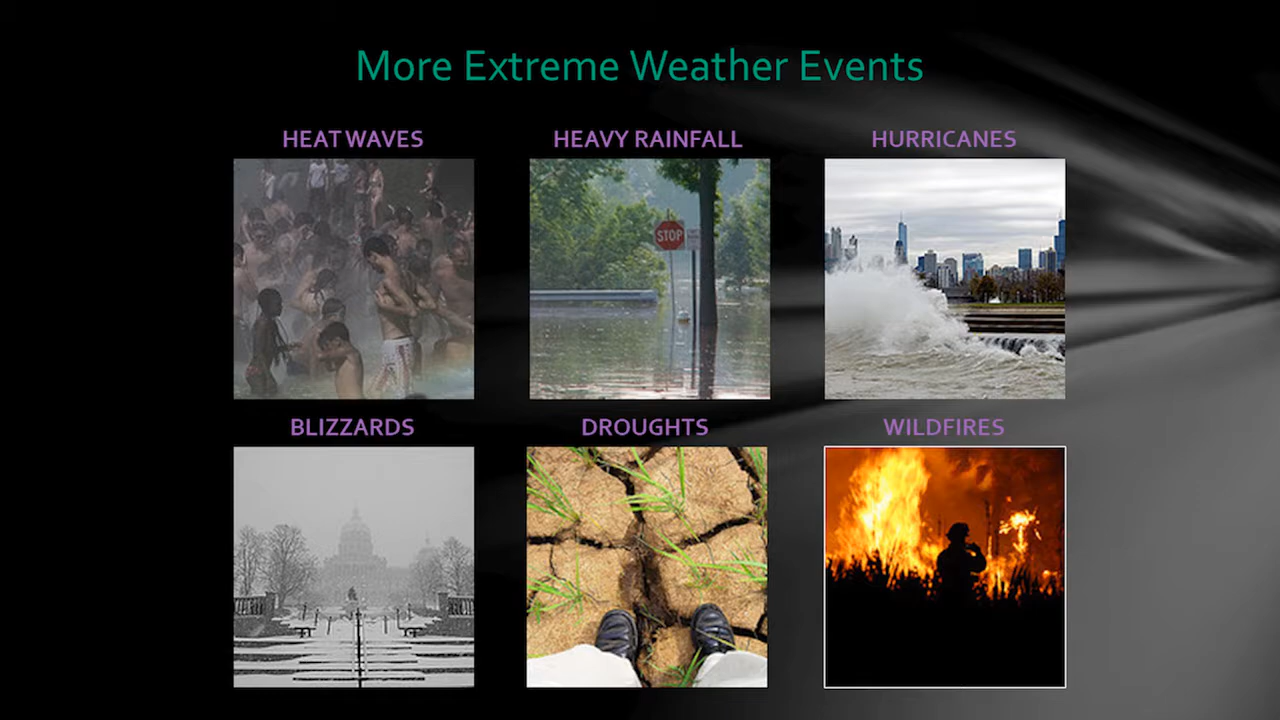 More Extreme Weather Events
HEAT WAVES
HEAVY RAINFALL
HURRICANES
STOP
BLIZZARDS
DROUGHTS
WILDFIRES